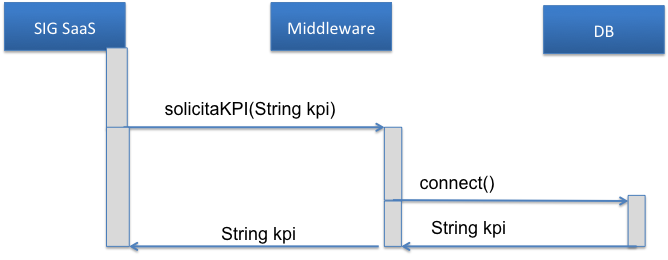 SIG SaaS
Middleware
DB
solicitaKPI(String kpi)
connect()
String kpi
String kpi